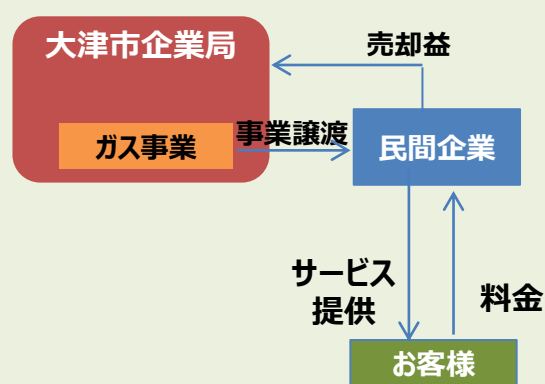 大津市企業局
売却益
ガス事業
事業譲渡
民間企業
サービス
提供
料金
お客様